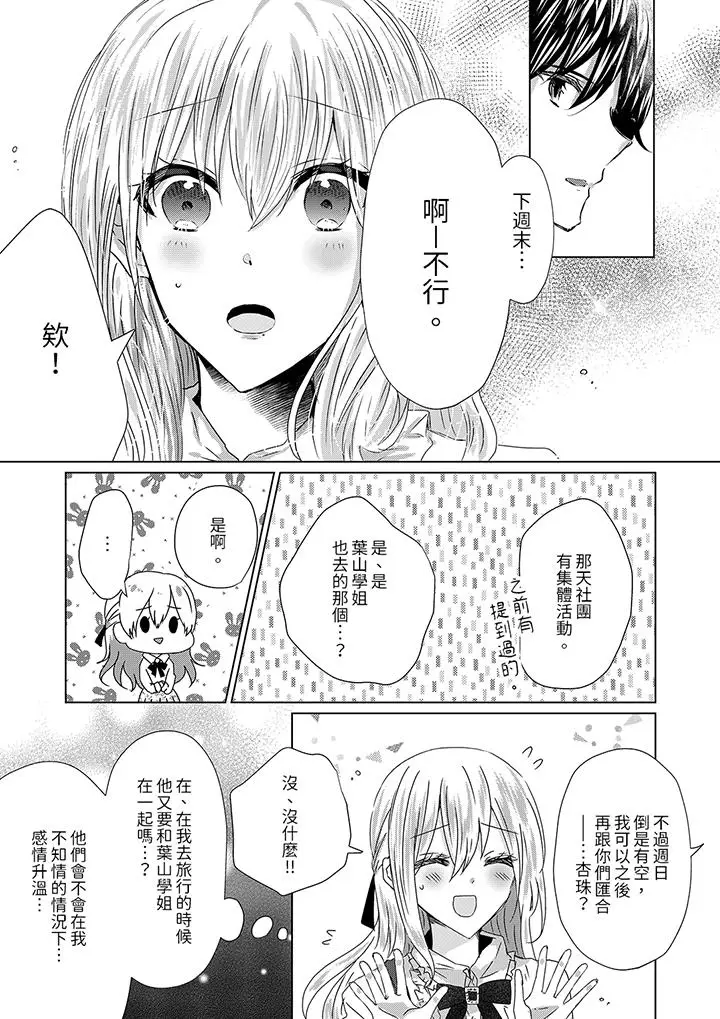 下週末…
啊—不行。
欸！
那天社團
有集體活動。
之前有
提到過的。
是、是
葉山學姐
也去的那個…？
是啊。
…
不過週日
倒是有空，
我可以之後
再跟你們匯合
——…杏珠？
沒、沒什麼!!
在、在我去旅行的時候
他又要和葉山學姐
在一起嗎…？
他們會不會在我
不知情的情況下…
感情升溫…